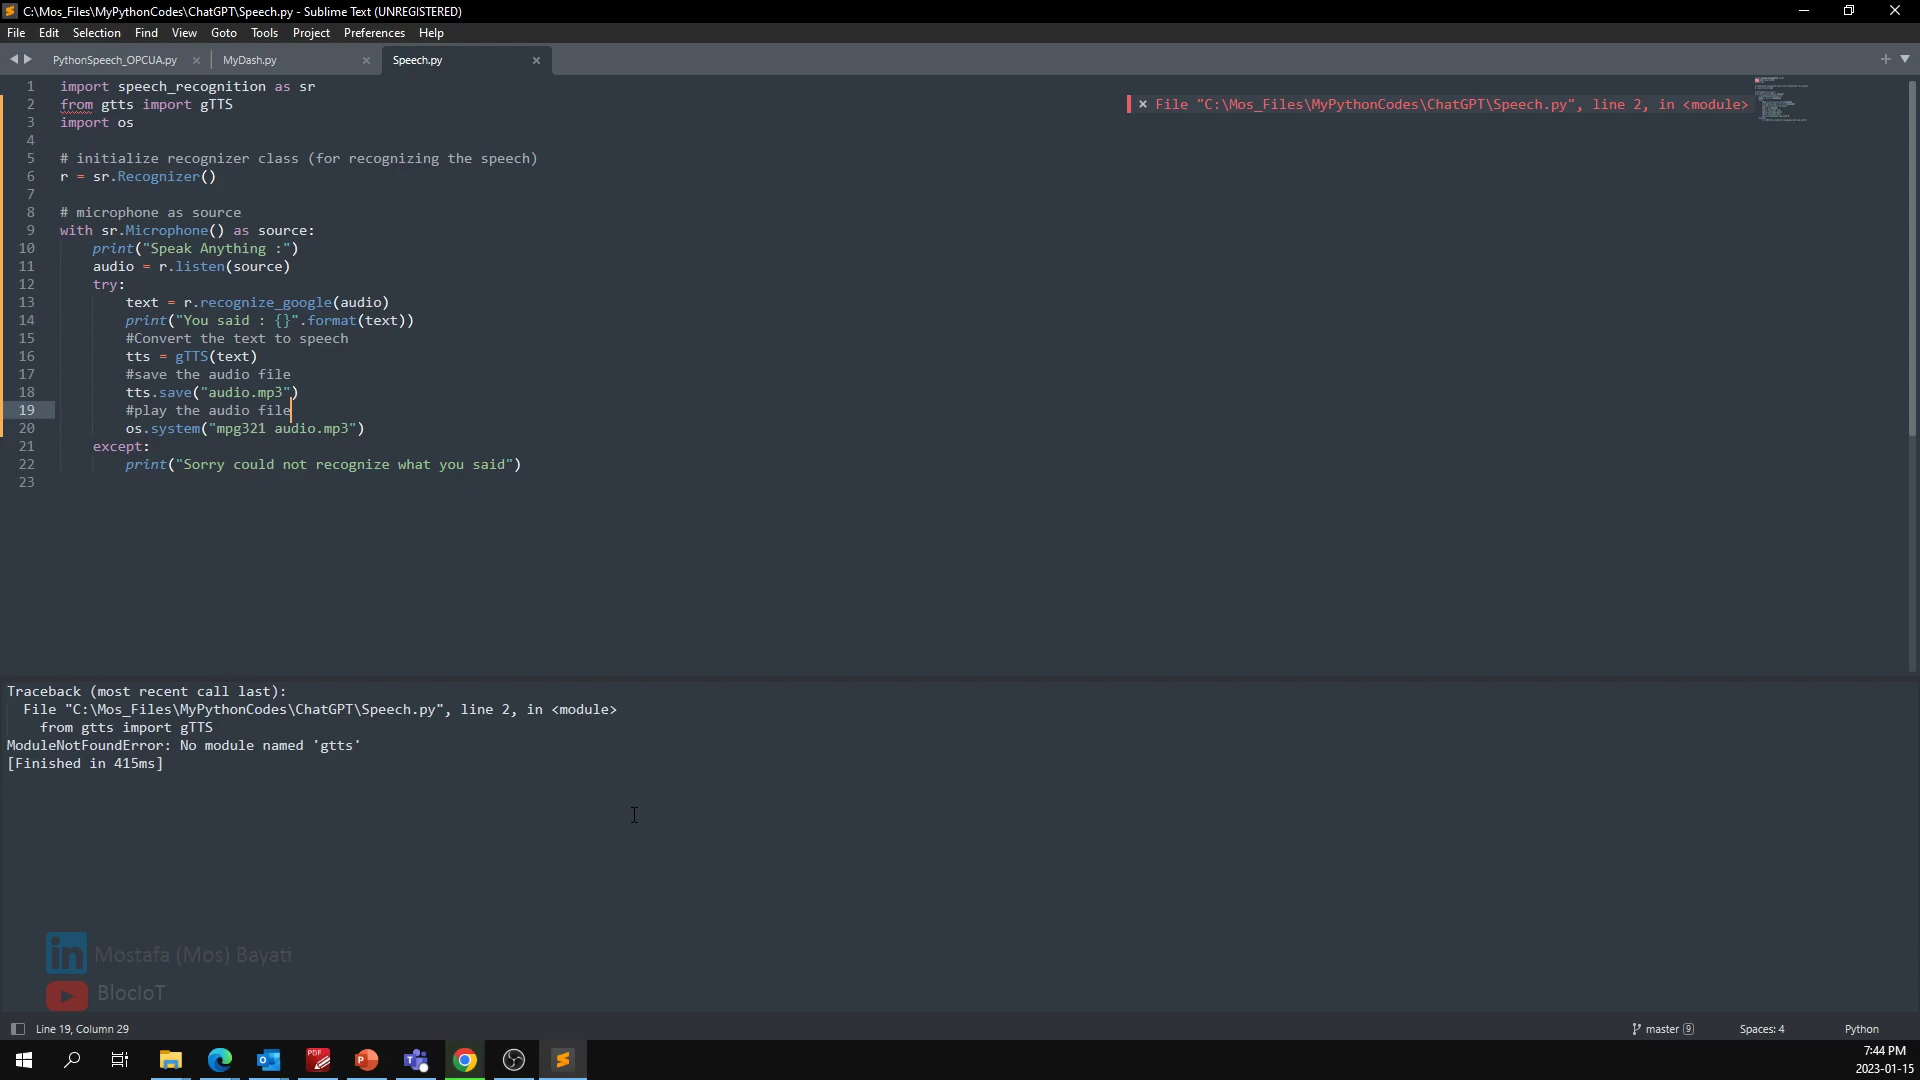 C:\Mos_Files\MyPythonCodes\ChatGPT\Speech.py - Sublime Text (UNREGISTERED)
File Edit Selection Find View Goto Tools Project Preferences Help
PythonSpeech_OPCUA.py × MyDash.py × Speech.py ×
1 import speech_recognition as sr
2 from gtts import gTTS
× File "C:\Mos_Files\MyPythonCodes\ChatGPT\Speech.py", line 2, in <module>
3 import os
4
5 # initialize recognizer class (for recognizing the speech)
6 r = sr.Recognizer()
7
8 # microphone as source
9 with sr.Microphone() as source:
10 print("Speak Anything :")
11 audio = r.listen(source)
12 try:
13 text = r.recognize_google(audio)
14 print("You said : {}".format(text))
15 #Convert the text to speech
16 tts = gTTS(text)
17 #save the audio file
18 tts.save("audio.mp3")
19 #play the audio file
20 os.system("mpg321 audio.mp3")
21 except:
22 print("Sorry could not recognize what you said")
23
Traceback (most recent call last):
File "C:\Mos_Files\MyPythonCodes\ChatGPT\Speech.py", line 2, in <module>
from gtts import gTTS
ModuleNotFoundError: No module named 'gtts'
[Finished in 415ms]
in Mostafa (Mos) Bayati
BlocIoT
Line 19, Column 29
master 9 Spaces: 4 Python
PDF
7:44 PM
2023-01-15